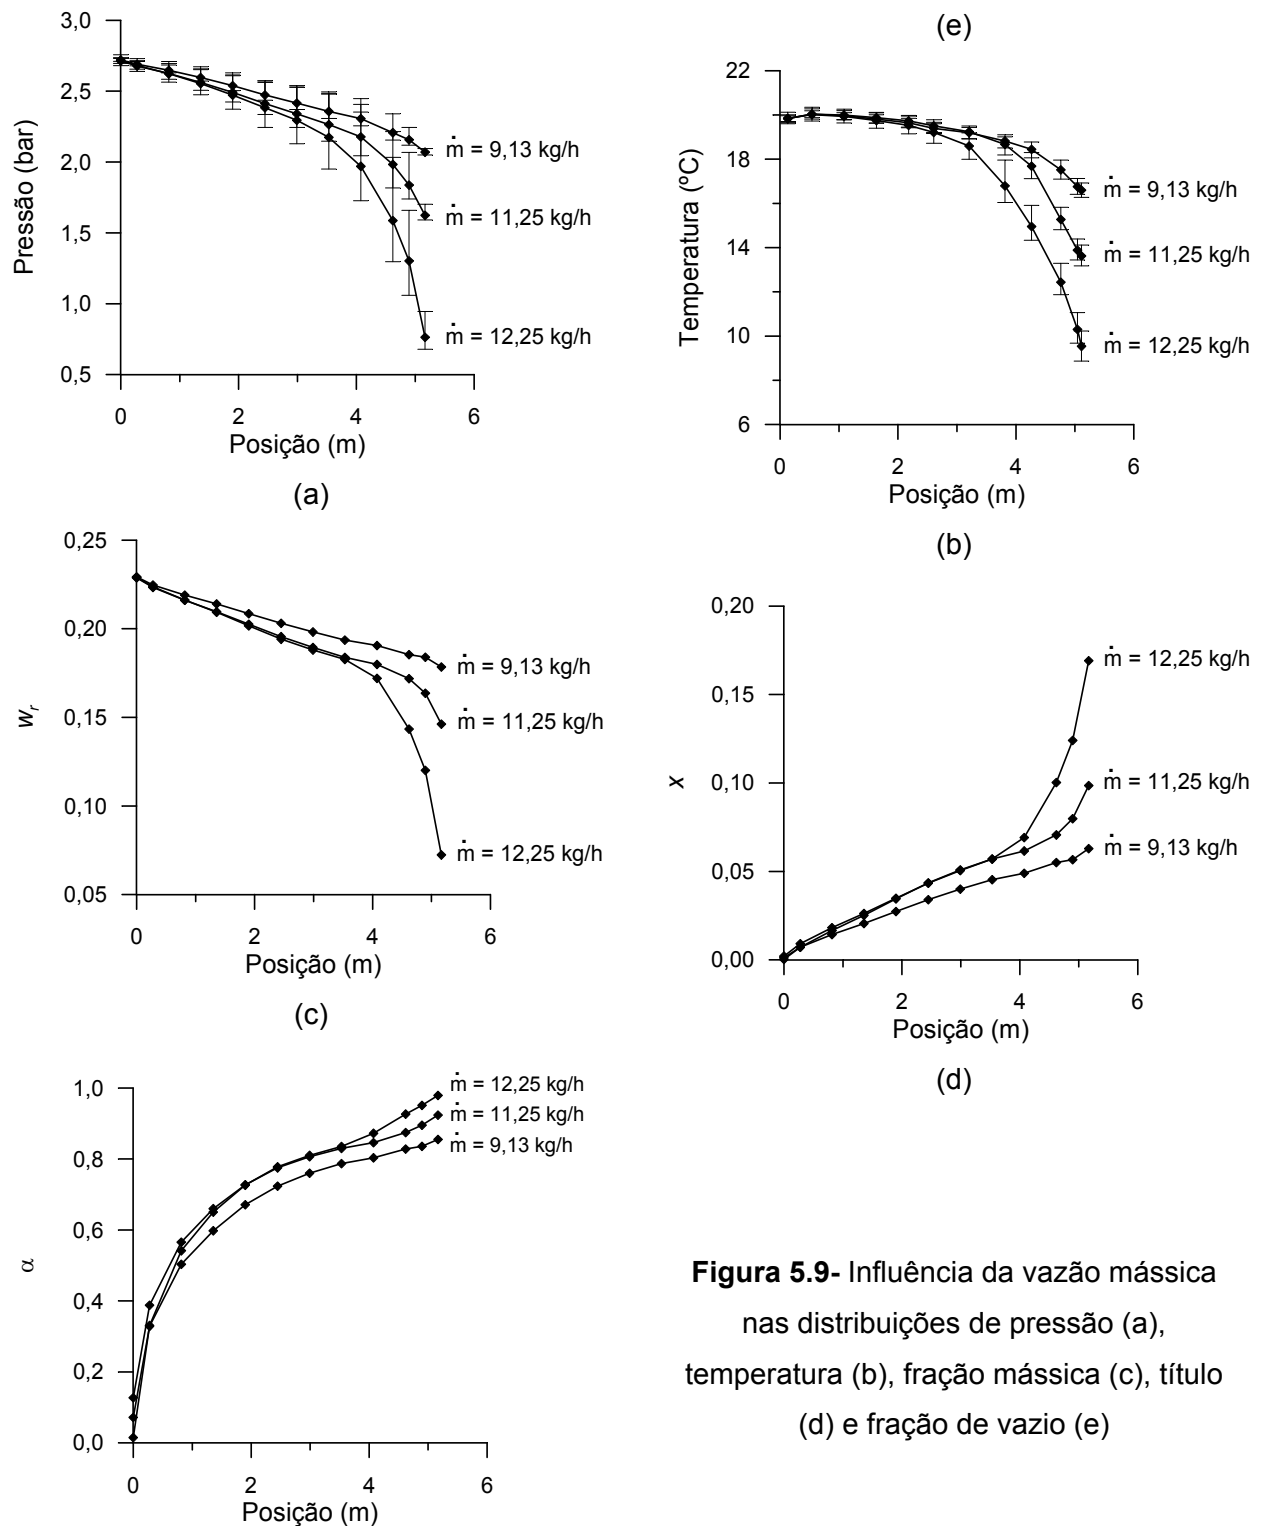 3,0
2,5
2,0
1,5
1,0
0,5
Pressão (bar)
ṁ = 9,13 kg/h
ṁ = 11,25 kg/h
ṁ = 12,25 kg/h
0 2 4 6
Posição (m)
(a)
(e)
22
18
14
10
6
Temperatura (ºC)
ṁ = 9,13 kg/h
ṁ = 11,25 kg/h
ṁ = 12,25 kg/h
0 2 4 6
Posição (m)
(b)
0,25
0,20
0,15
0,10
0,05
w_r
ṁ = 9,13 kg/h
ṁ = 11,25 kg/h
ṁ = 12,25 kg/h
0 2 4 6
Posição (m)
(c)
0,20
0,15
0,10
0,05
0,00
x
ṁ = 12,25 kg/h
ṁ = 11,25 kg/h
ṁ = 9,13 kg/h
0 2 4 6
Posição (m)
(d)
1,0
0,8
0,6
0,4
0,2
0,0
α
ṁ = 12,25 kg/h
ṁ = 11,25 kg/h
ṁ = 9,13 kg/h
0 2 4 6
Posição (m)
Figura 5.9- Influência da vazão mássica
nas distribuições de pressão (a),
temperatura (b), fração mássica (c), título
(d) e fração de vazio (e)